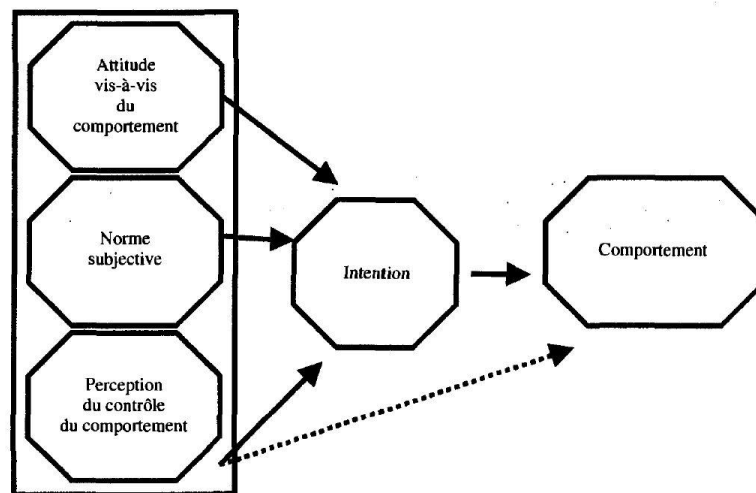 Attitude
vis-à-vis
du
comportement
Norme
subjective
Perception
du contrôle
du comportement
Intention
Comportement